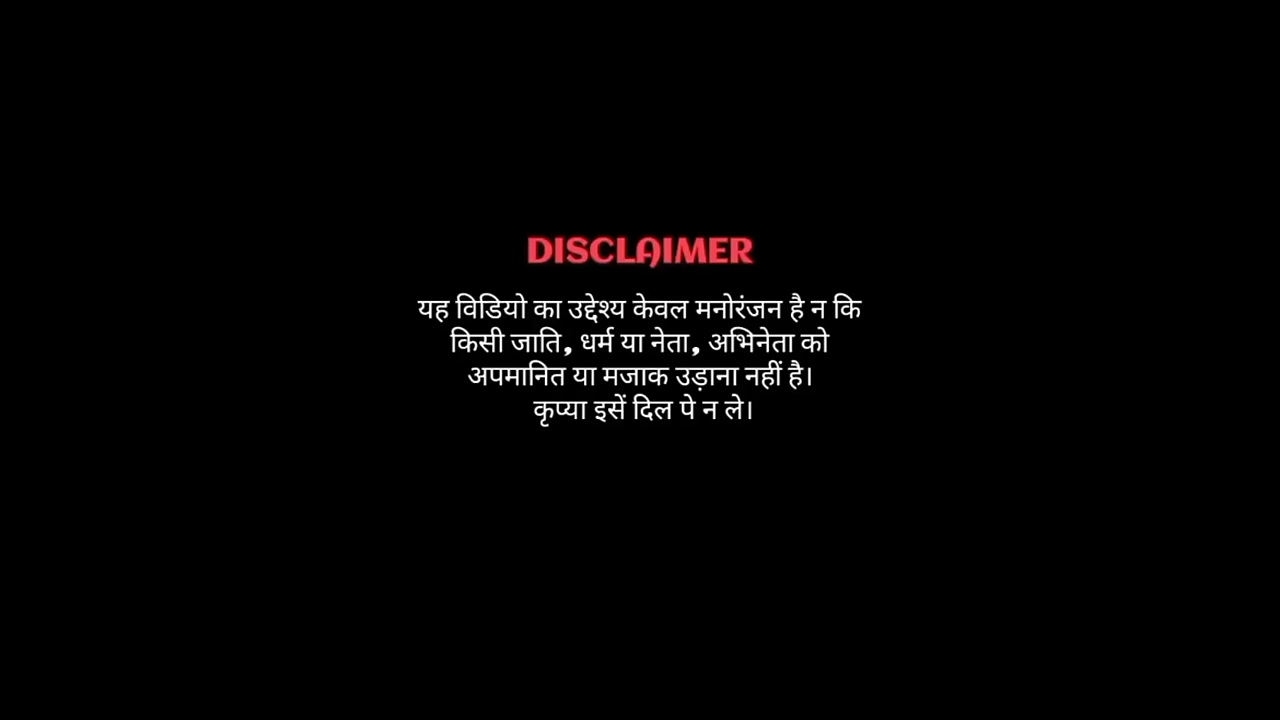 DISCLAIMER
यह विडियो का उद्देश्य केवल मनोरंजन है न कि
किसी जाति, धर्म या नेता, अभिनेता को
अपमानित या मजाक उड़ाना नहीं है।
कृप्या इसें दिल पे न ले।